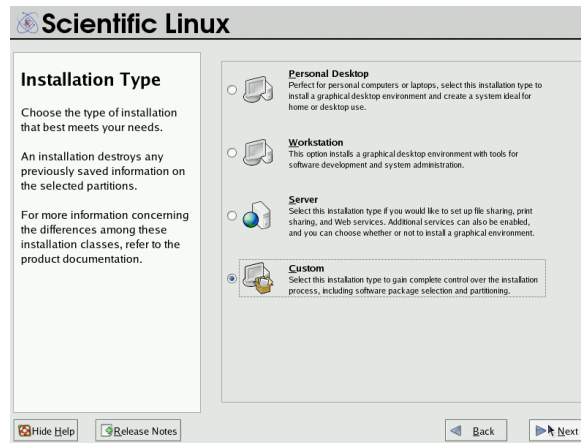 Scientific Linux
Installation Type
Choose the type of installation
that best meets your needs.
An installation destroys any
previously saved information on
the selected partitions.
For more information concerning
the differences among these
installation classes, refer to the
product documentation.
Personal Desktop
Perfect for personal computers or laptops, select this installation type to
install a graphical desktop environment and create a system ideal for
home or desktop use.
Workstation
This option installs a graphical desktop environment with tools for
software development and system administration.
Server
Select this installation type if you would like to set up file sharing, print
sharing, and Web services. Additional services can also be enabled,
and you can choose whether or not to install a graphical environment.
Custom
Select this installation type to gain complete control over the installation
process, including software package selection and partitioning.
Hide Help
Release Notes
Back
Next